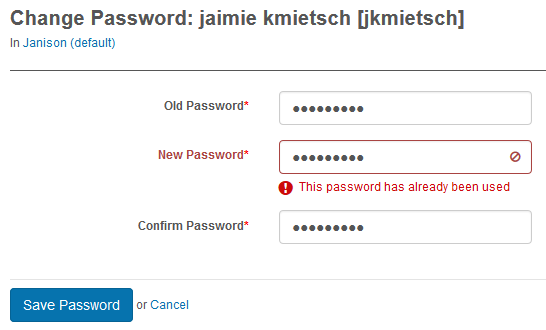 Change Password: jaimie kmietsch [jkmietsch]
In Janison (default)
Old Password* ●●●●●●●●●
New Password* ●●●●●●●●●
This password has already been used
Confirm Password* ●●●●●●●●●
Save Password or Cancel